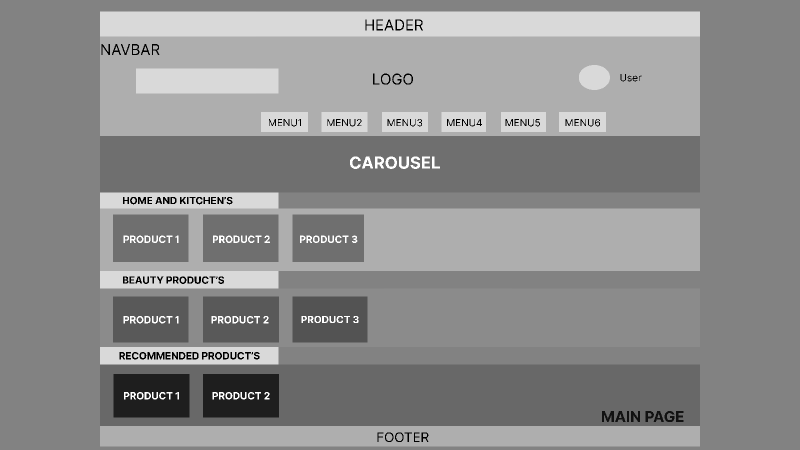 HEADER
NAVBAR
LOGO
User
MENU1 MENU2 MENU3 MENU4 MENU5 MENU6
CAROUSEL
HOME AND KITCHEN'S
PRODUCT 1 PRODUCT 2 PRODUCT 3
BEAUTY PRODUCT'S
PRODUCT 1 PRODUCT 2 PRODUCT 3
RECOMMENDED PRODUCT'S
PRODUCT 1 PRODUCT 2
MAIN PAGE
FOOTER